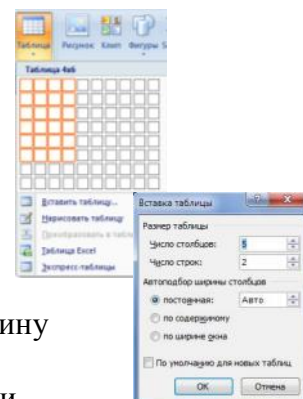 Таблица Рисунок Клип Фигуры S
Таблица 4x6
Вставить таблицу...
Нарисовать таблицу
Преобразовать в табл
Таблица Excel
Экспресс-таблицы
Вставка таблицы
Размер таблицы
Число столбцов: 5
Число строк: 2
Автоподбор ширины столбцов
постоянная: Авто
по содержимому
по ширине окна
По умолчанию для новых таблиц
ОК Отмена
ину
и